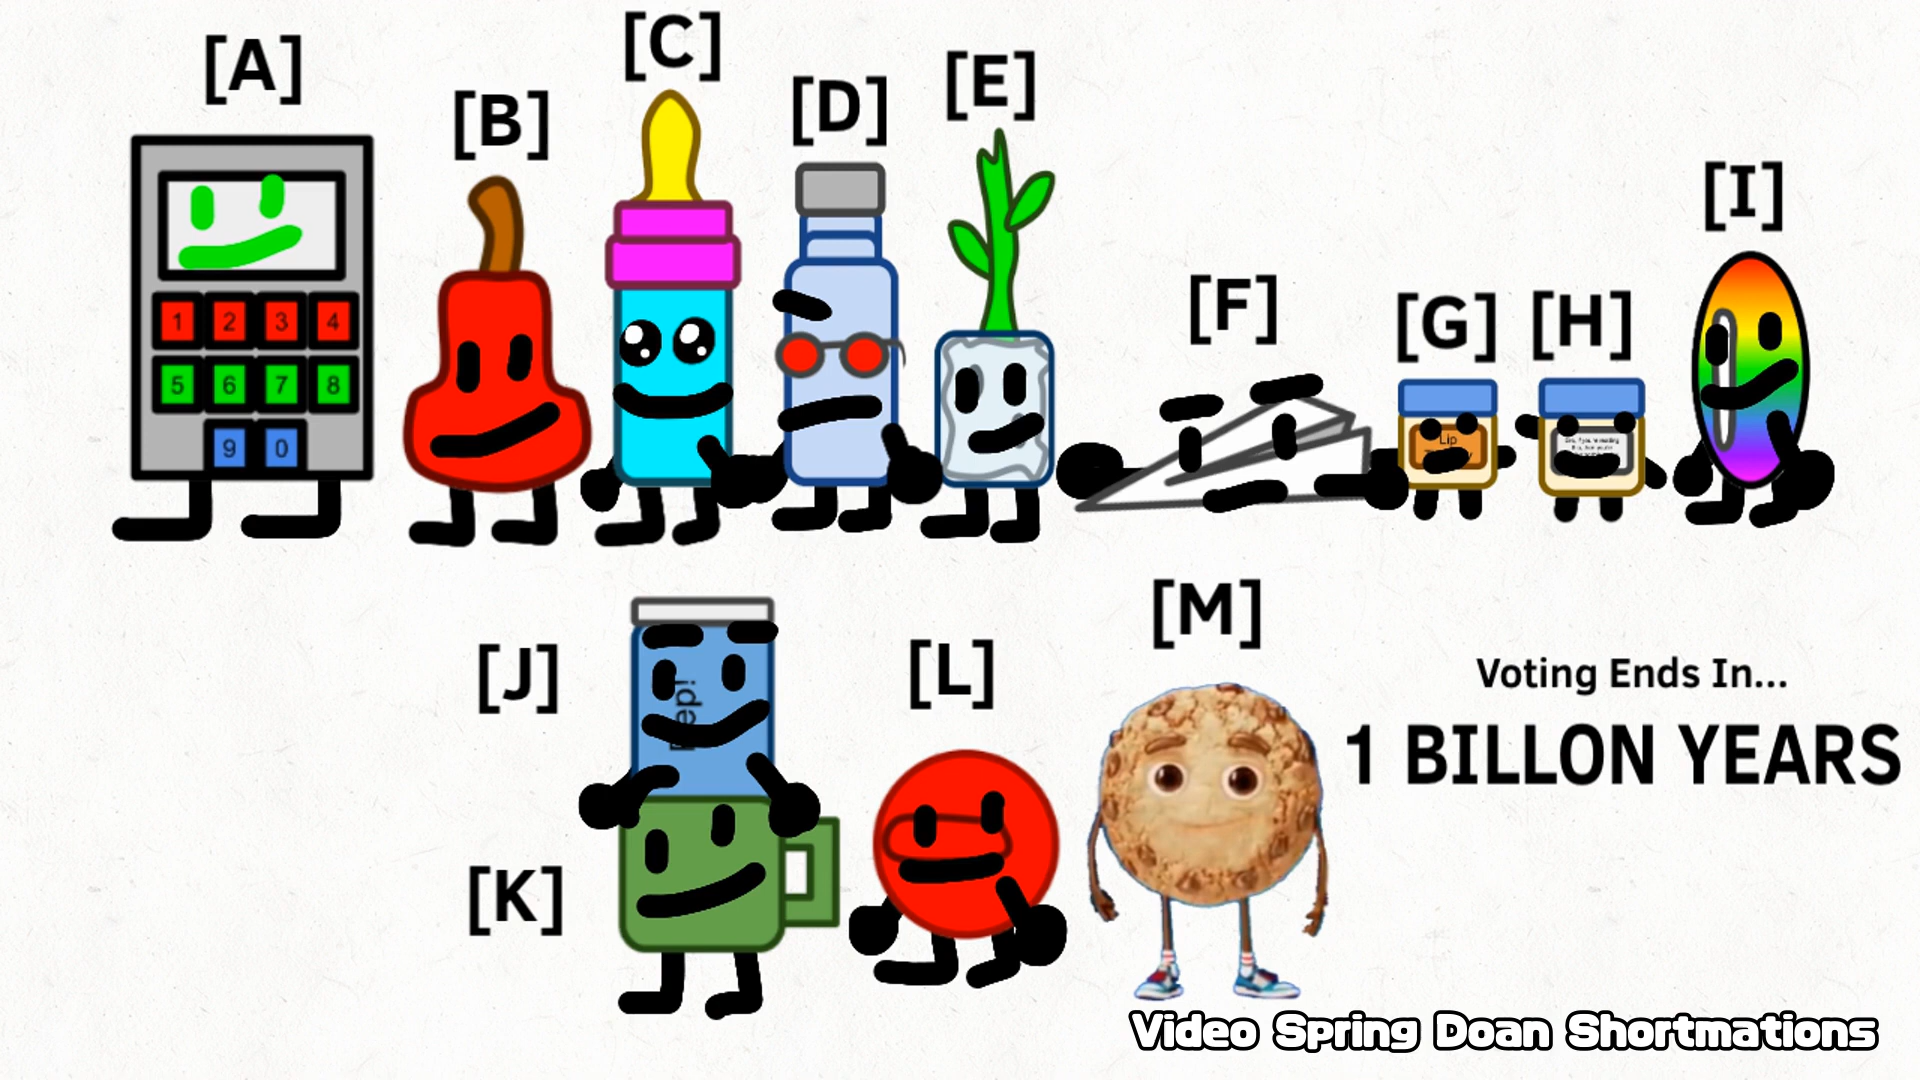 [A]
[B]
[C]
[D]
[E]
[F]
[G]
[H]
[I]
1 2 3 4
5 6 7 8
9 0
Lip
[J]
[K]
[L]
[M]
Voting Ends In...
1 BILLON YEARS
Video Spring Doan Shortmations